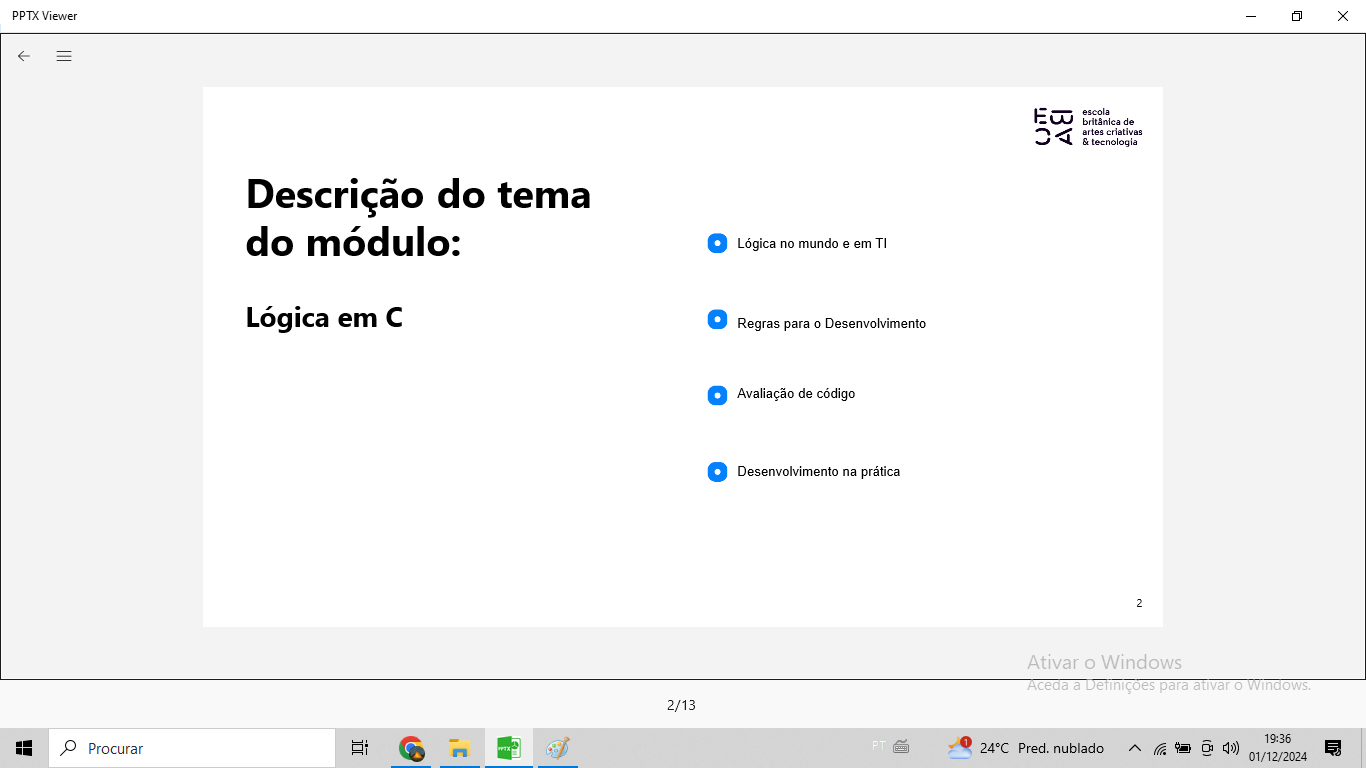 PPTX Viewer
escola
britânica de
artes criativas
& tecnologia
Descrição do tema
do módulo:
Lógica em C
Lógica no mundo e em TI
Regras para o Desenvolvimento
Avaliação de código
Desenvolvimento na prática
2
Ativar o Windows
Aceda a Definições para ativar o Windows.
2/13
Procurar
PPTX
PT
1
24°C Pred. nublado
19:36
01/12/2024